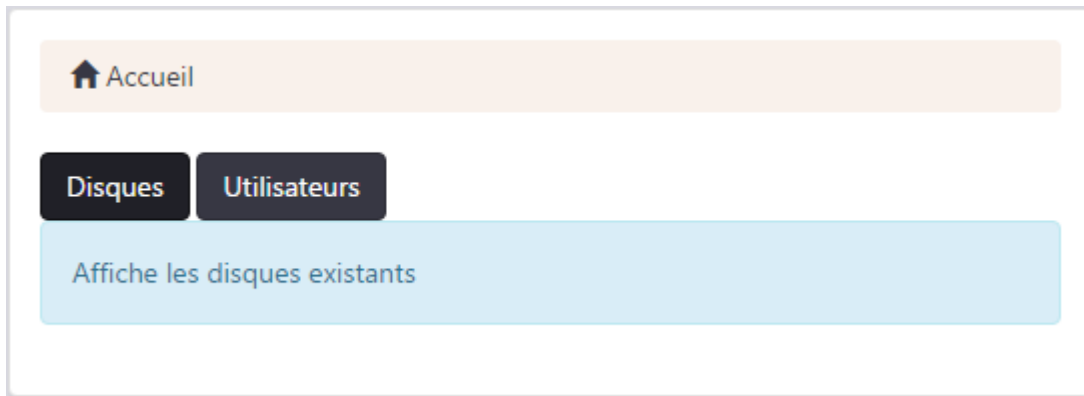 Accueil
Disques Utilisateurs
Affiche les disques existants